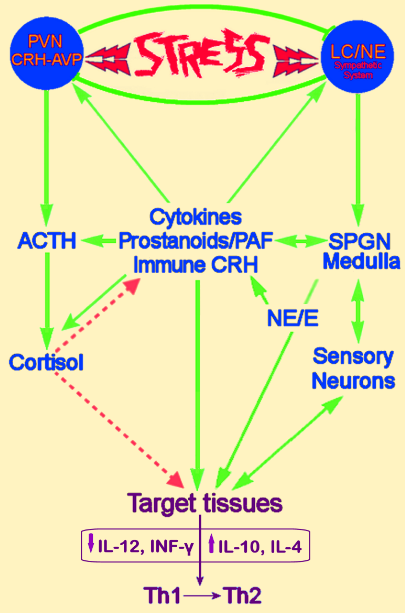 PVN
CRH-AVP
STRESS
LC/NE
Sympathetic
System
Cytokines
Prostanoids/PAF
Immune CRH
ACTH
SPGN
Medulla
NE/E
Cortisol
Sensory
Neurons
Target tissues
IL-12, INF-γ
IL-10, IL-4
Th1
Th2